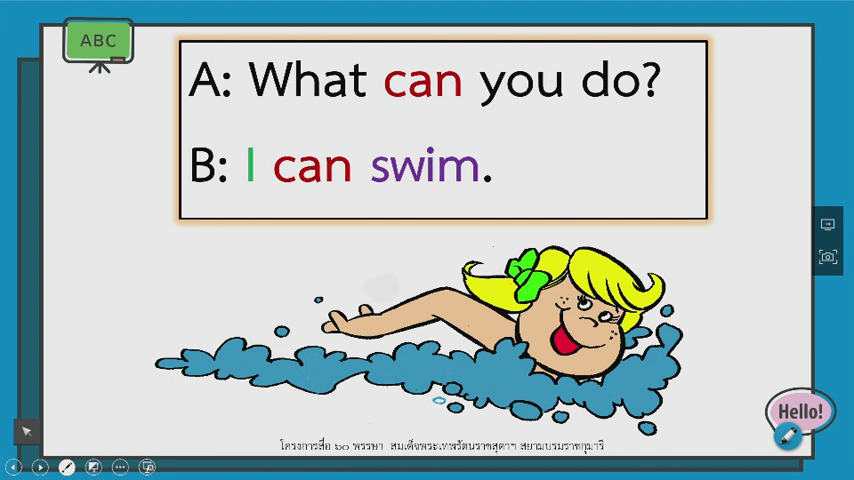 ABC
A: What can you do?
B: I can swim.
Hello!
โครงการสื่อ ๖๐ พรรษา สมเด็จพระเทพรัตนราชสุดาฯ สยามบรมราชกุมารี